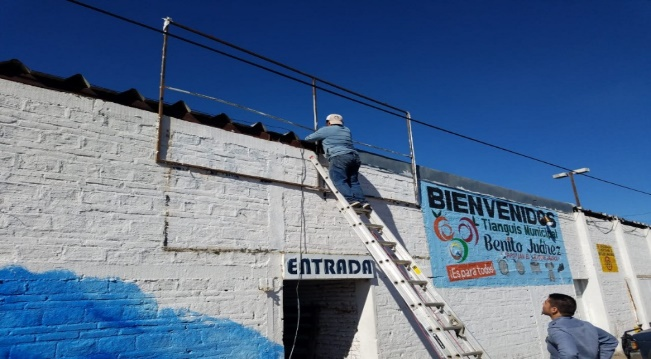 BIENVENIDOS
Tianguis Municipal
Benito Juárez
Es para todos
ENTRADA